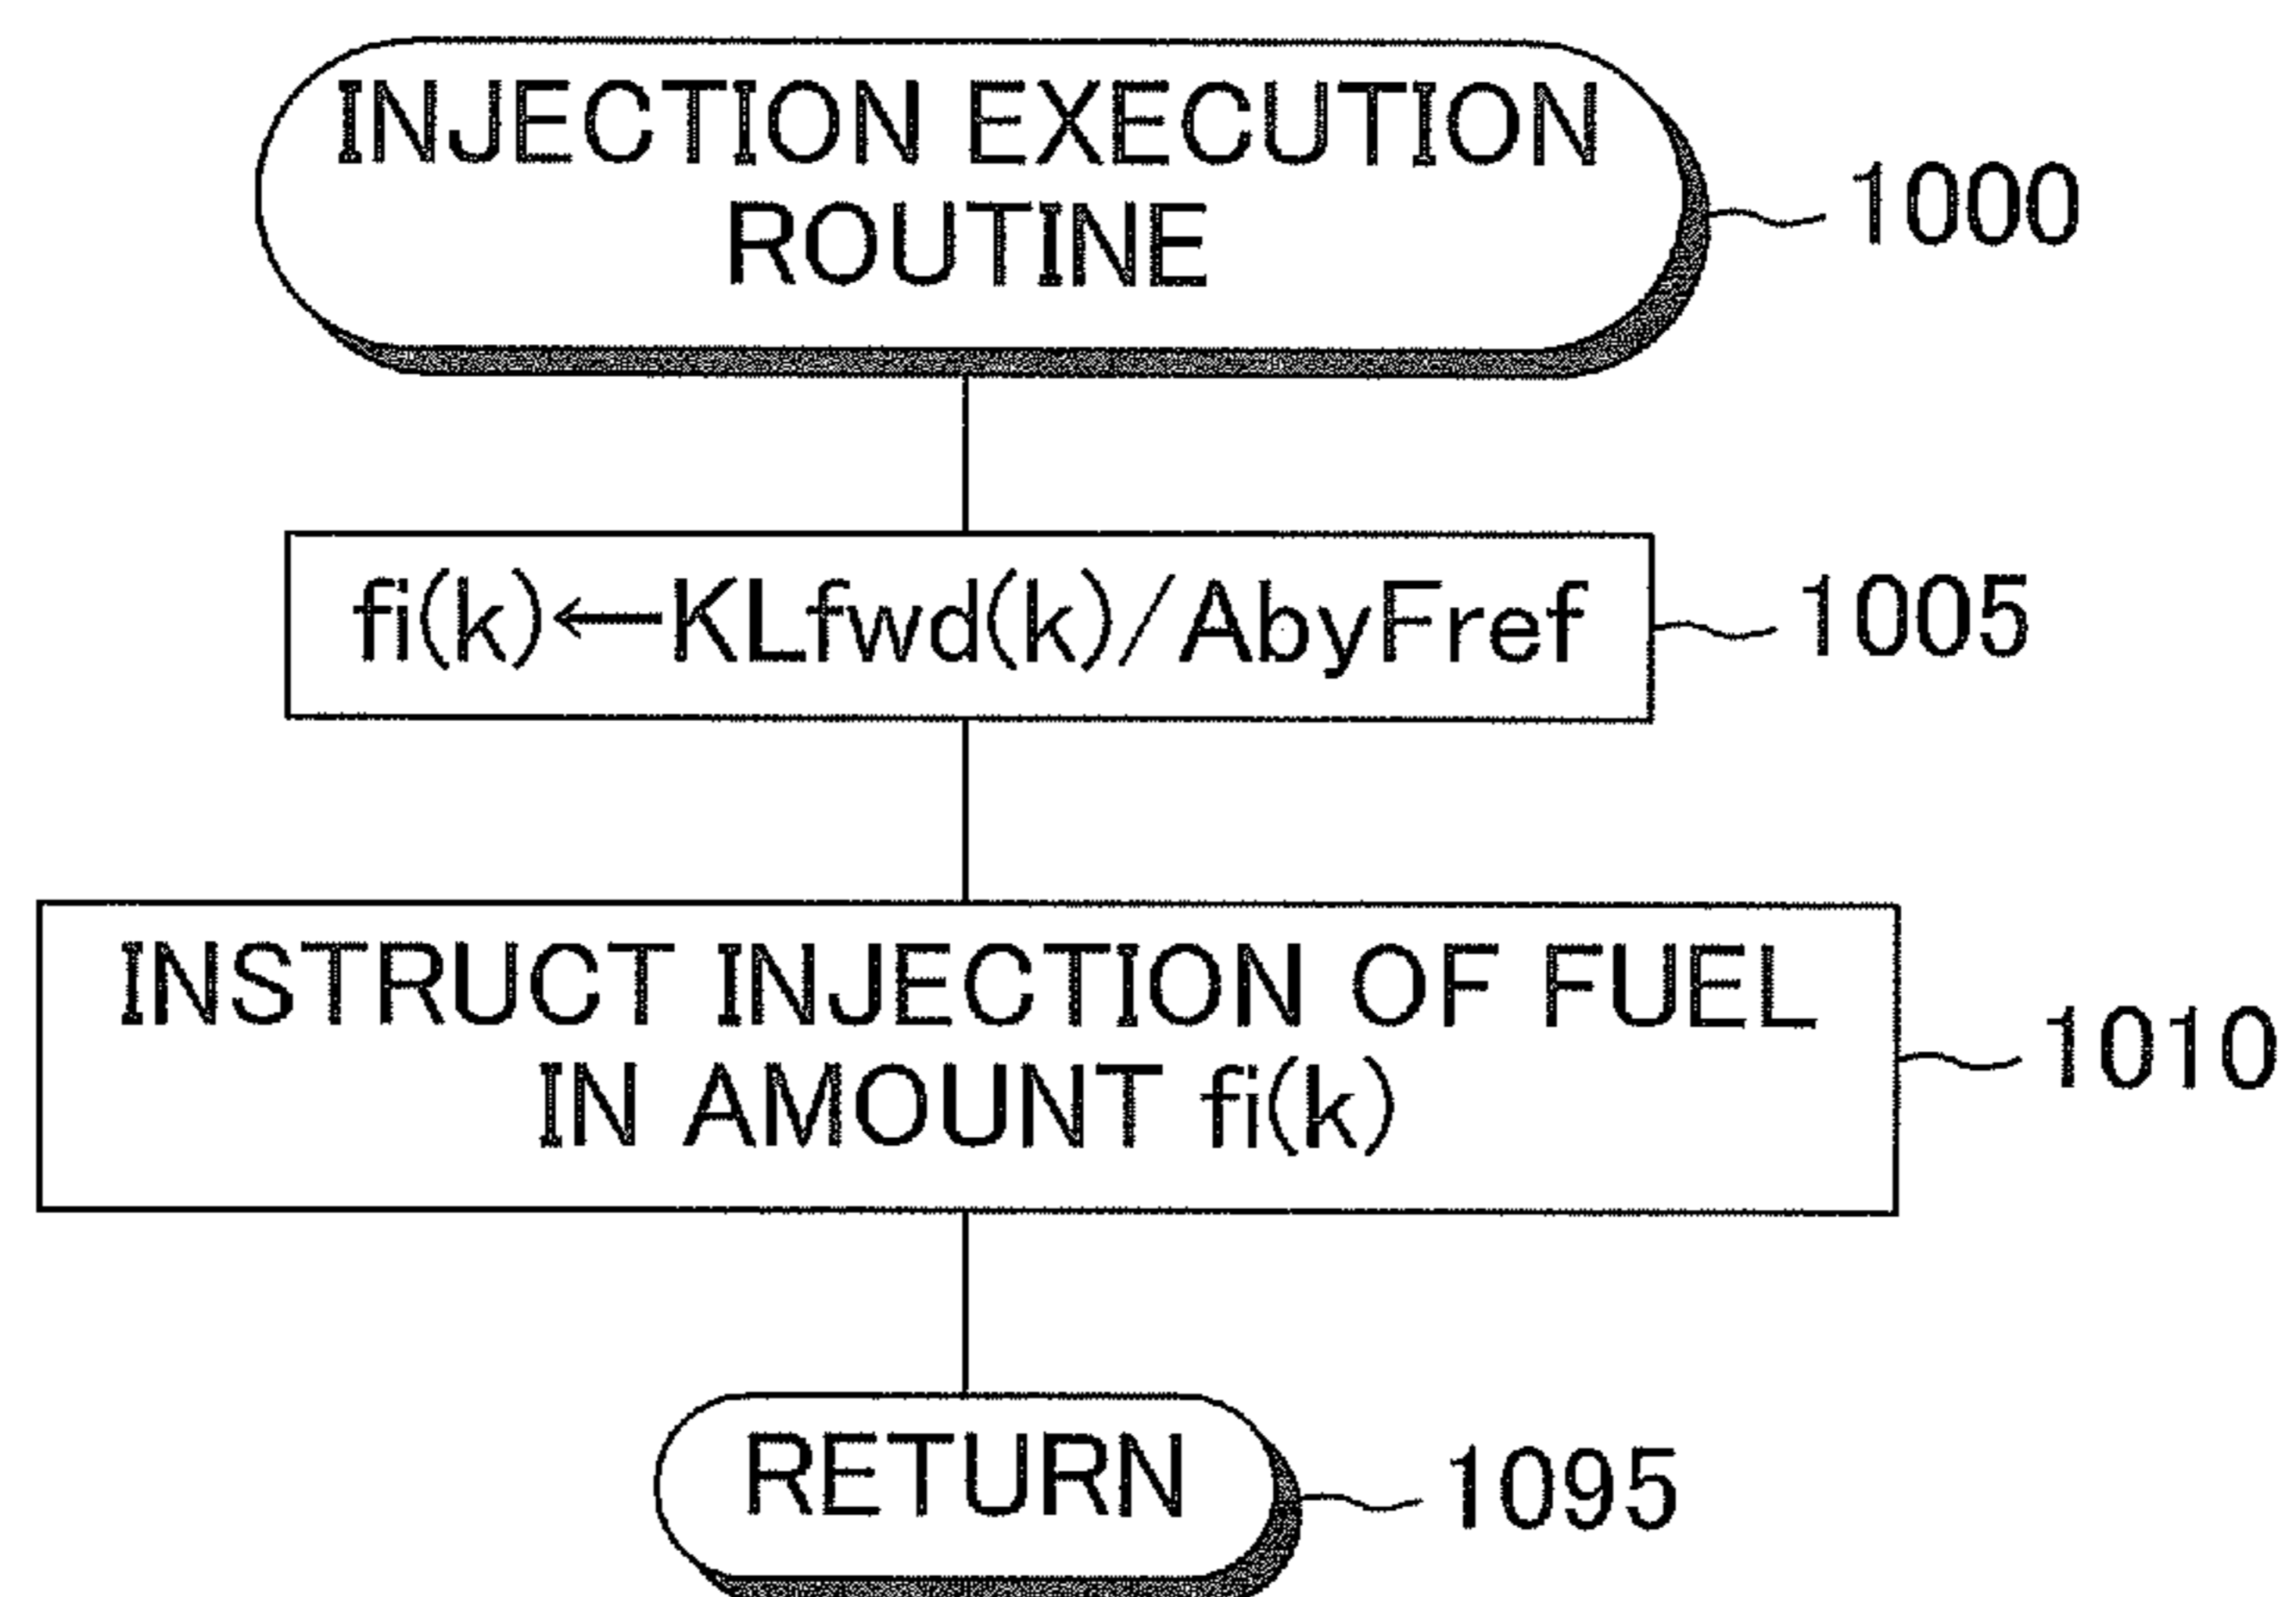 INJECTION EXECUTION
ROUTINE
1000
fi(k)←KLfwd(k)/AbyFref
1005
INSTRUCT INJECTION OF FUEL
IN AMOUNT fi(k)
1010
RETURN
1095